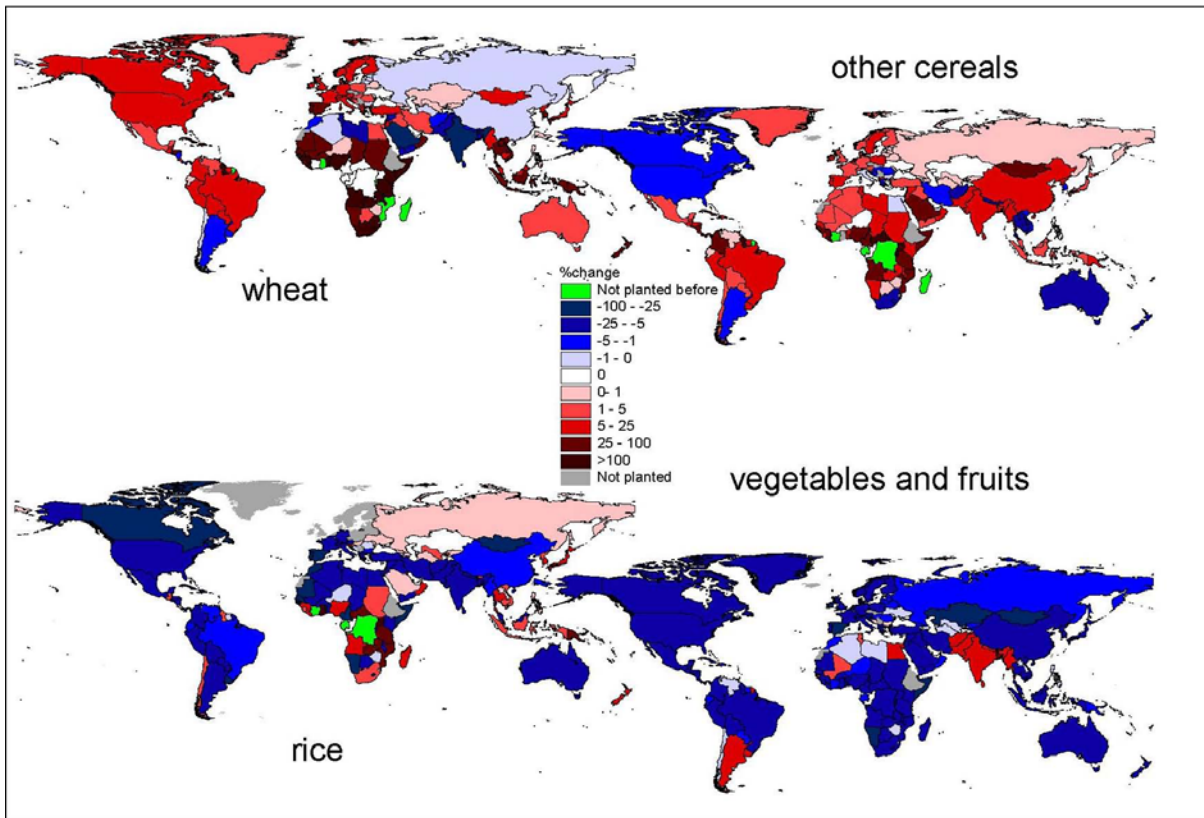 other cereals
wheat
%change
Not planted before
-100 - -25
-25 - -5
-5 - -1
-1 - 0
0
0- 1
1 - 5
5 - 25
25 - 100
>100
Not planted
vegetables and fruits
rice